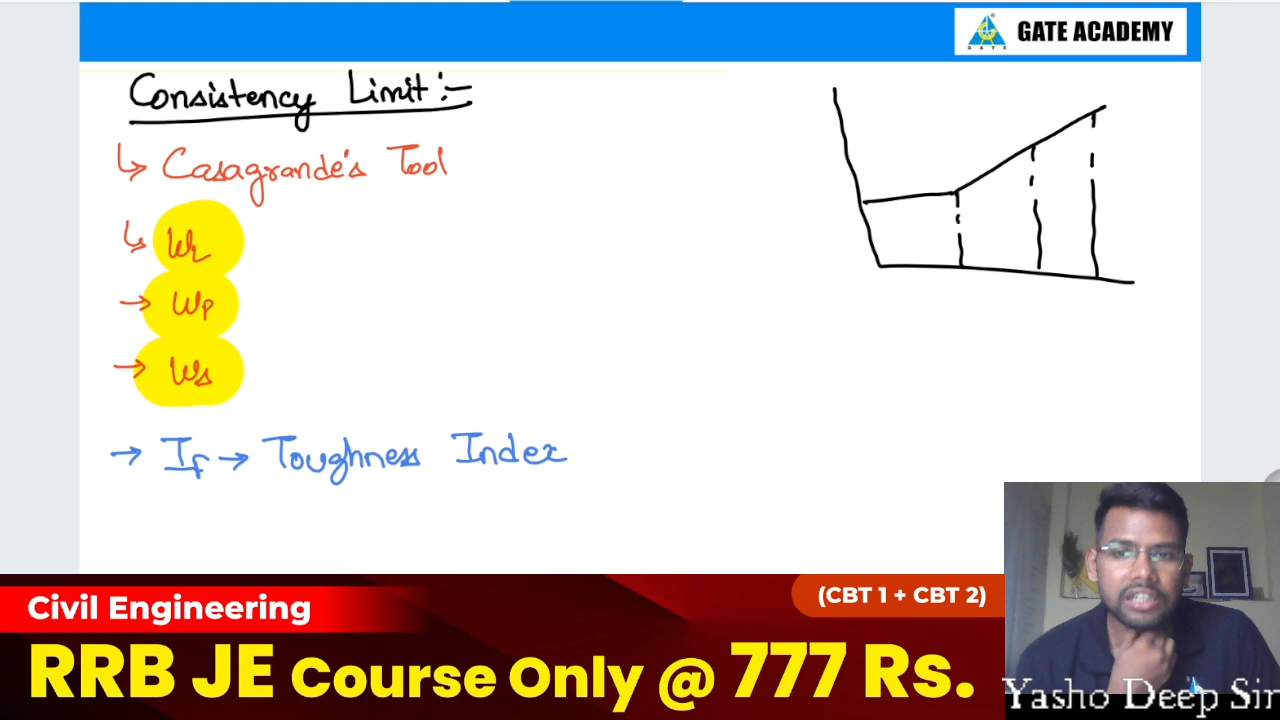 GATE ACADEMY
GATE
Consistency Limit :-
↳ Casagrande's Tool
↳ WL
→ Wp
→ Ws
→ If → Toughness Index
Civil Engineering
(CBT 1 + CBT 2)
RRB JE Course Only @ 777 Rs.
Yasho Deep Sir